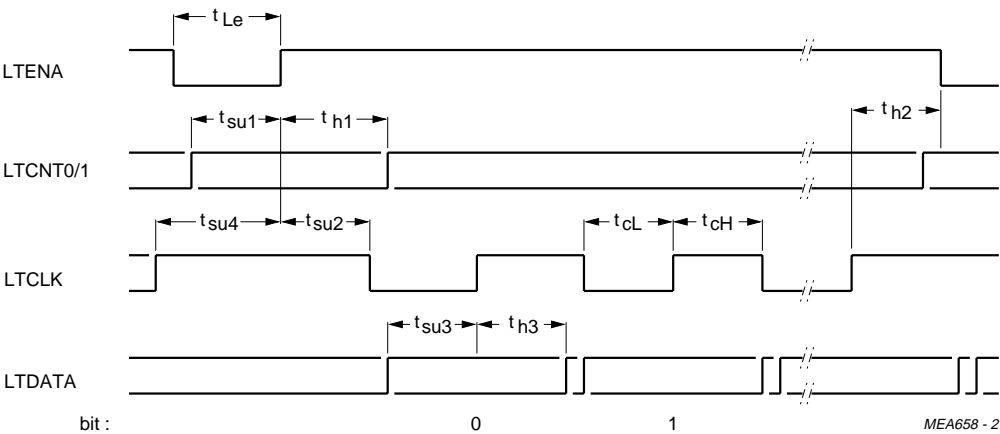 t Le
LTENA
t su1
t h1
t h2
LTCNT0/1
t su4
t su2
t cL
t cH
LTCLK
t su3
t h3
LTDATA
bit : 0 1
MEA658 - 2